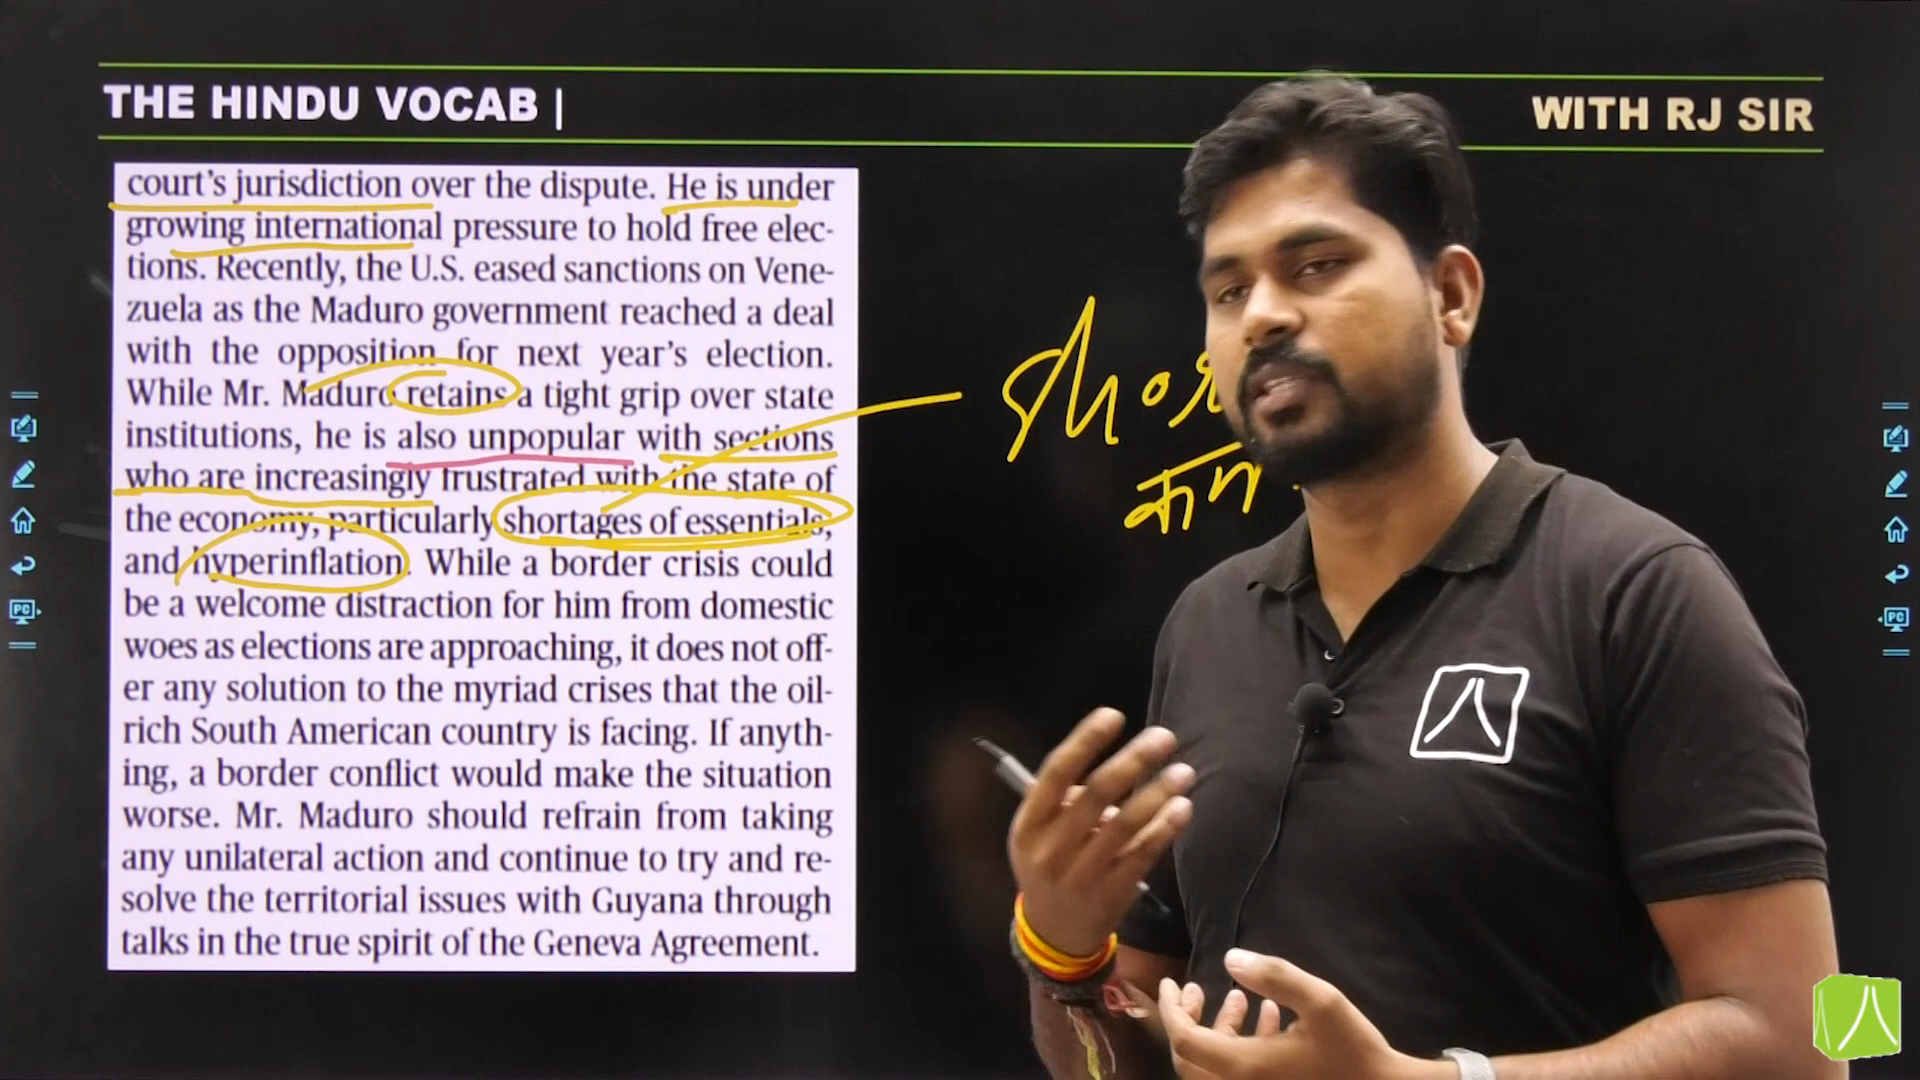 THE HINDU VOCAB |
WITH RJ SIR
court's jurisdiction over the dispute. He is under
growing international pressure to hold free elec-
tions. Recently, the U.S. eased sanctions on Vene-
zuela as the Maduro government reached a deal
with the opposition for next year's election.
While Mr. Maduro retains a tight grip over state
institutions, he is also unpopular with sections
who are increasingly frustrated with the state of
the economy, particularly shortages of essentials,
and hyperinflation. While a border crisis could
be a welcome distraction for him from domestic
woes as elections are approaching, it does not off-
er any solution to the myriad crises that the oil-
rich South American country is facing. If anyth-
ing, a border conflict would make the situation
worse. Mr. Maduro should refrain from taking
any unilateral action and continue to try and re-
solve the territorial issues with Guyana through
talks in the true spirit of the Geneva Agreement.
PC
PC